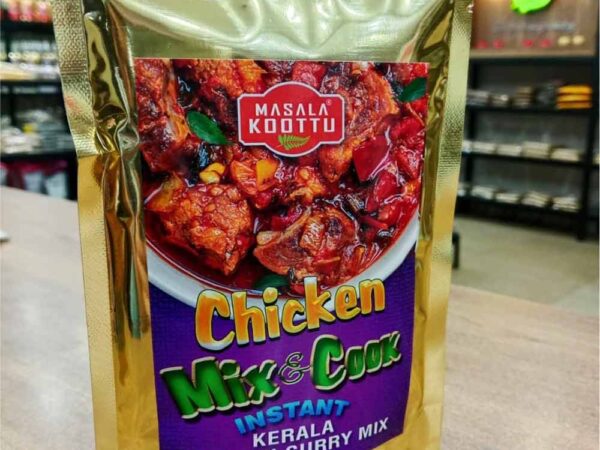 MASALA®
KOOTTU
Chicken
Mix & Cook
INSTANT
KERALA
CURRY MIX